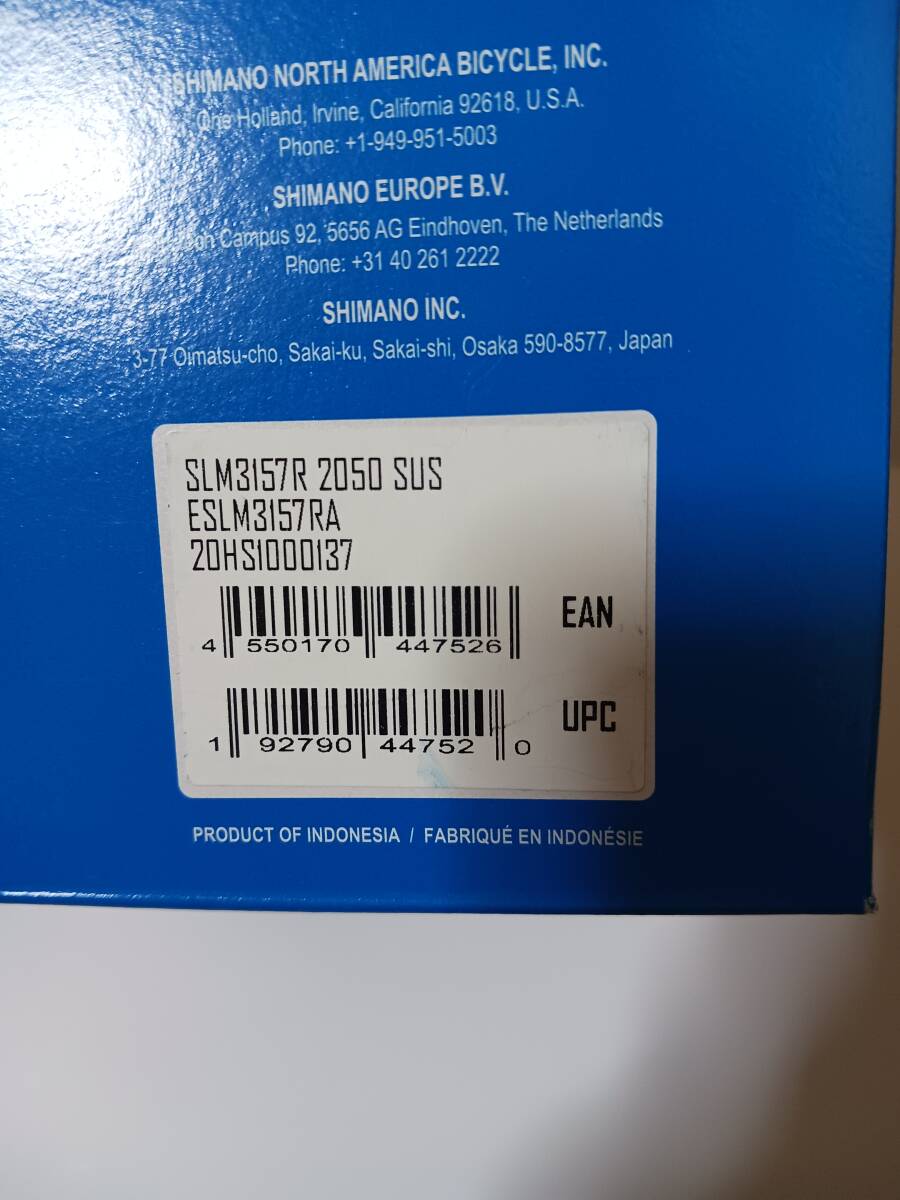 SHIMANO NORTH AMERICA BICYCLE, INC.
One Holland, Irvine, California 92618, U.S.A.
Phone: +1-949-951-5003
SHIMANO EUROPE B.V.
Campus 92, 5656 AG Eindhoven, The Netherlands
Phone: +31 40 261 2222
SHIMANO INC.
3-77 Oimatsu-cho, Sakai-ku, Sakai-shi, Osaka 590-8577, Japan
SLM3157R 2050 SUS
ESLM3157RA
20HS1000137
EAN
4 550170 447526
UPC
1 92790 44752 0
PRODUCT OF INDONESIA / FABRIQUÉ EN INDONÉSIE